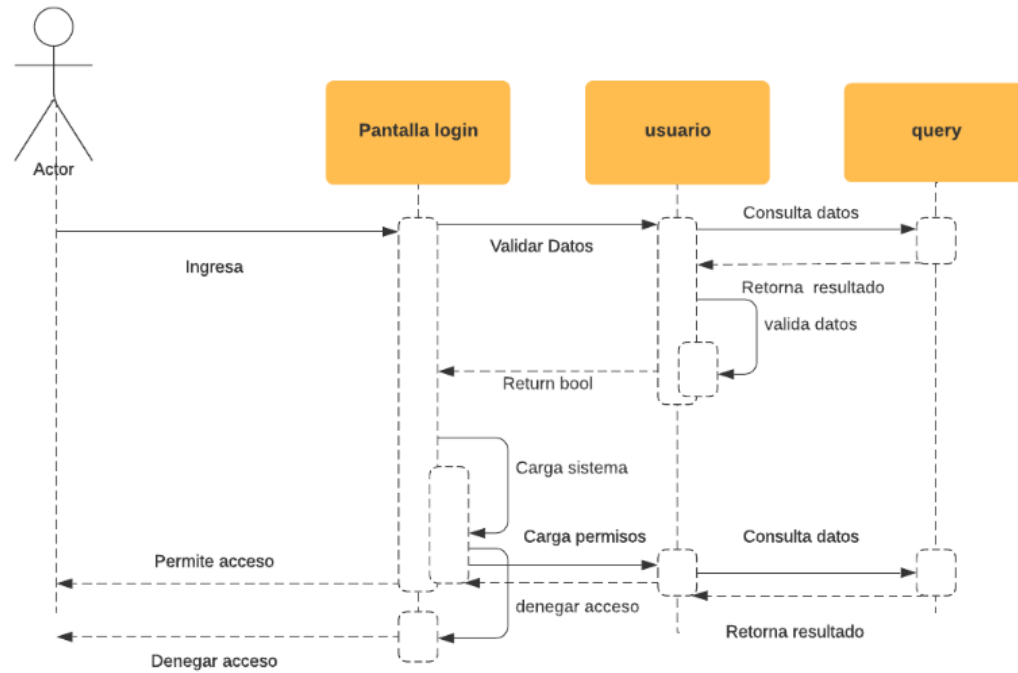 Actor
Pantalla login
usuario
query
Ingresa
Validar Datos
Consulta datos
Retorna resultado
valida datos
Return bool
Carga sistema
Carga permisos
Consulta datos
Permite acceso
denegar acceso
Retorna resultado
Denegar acceso